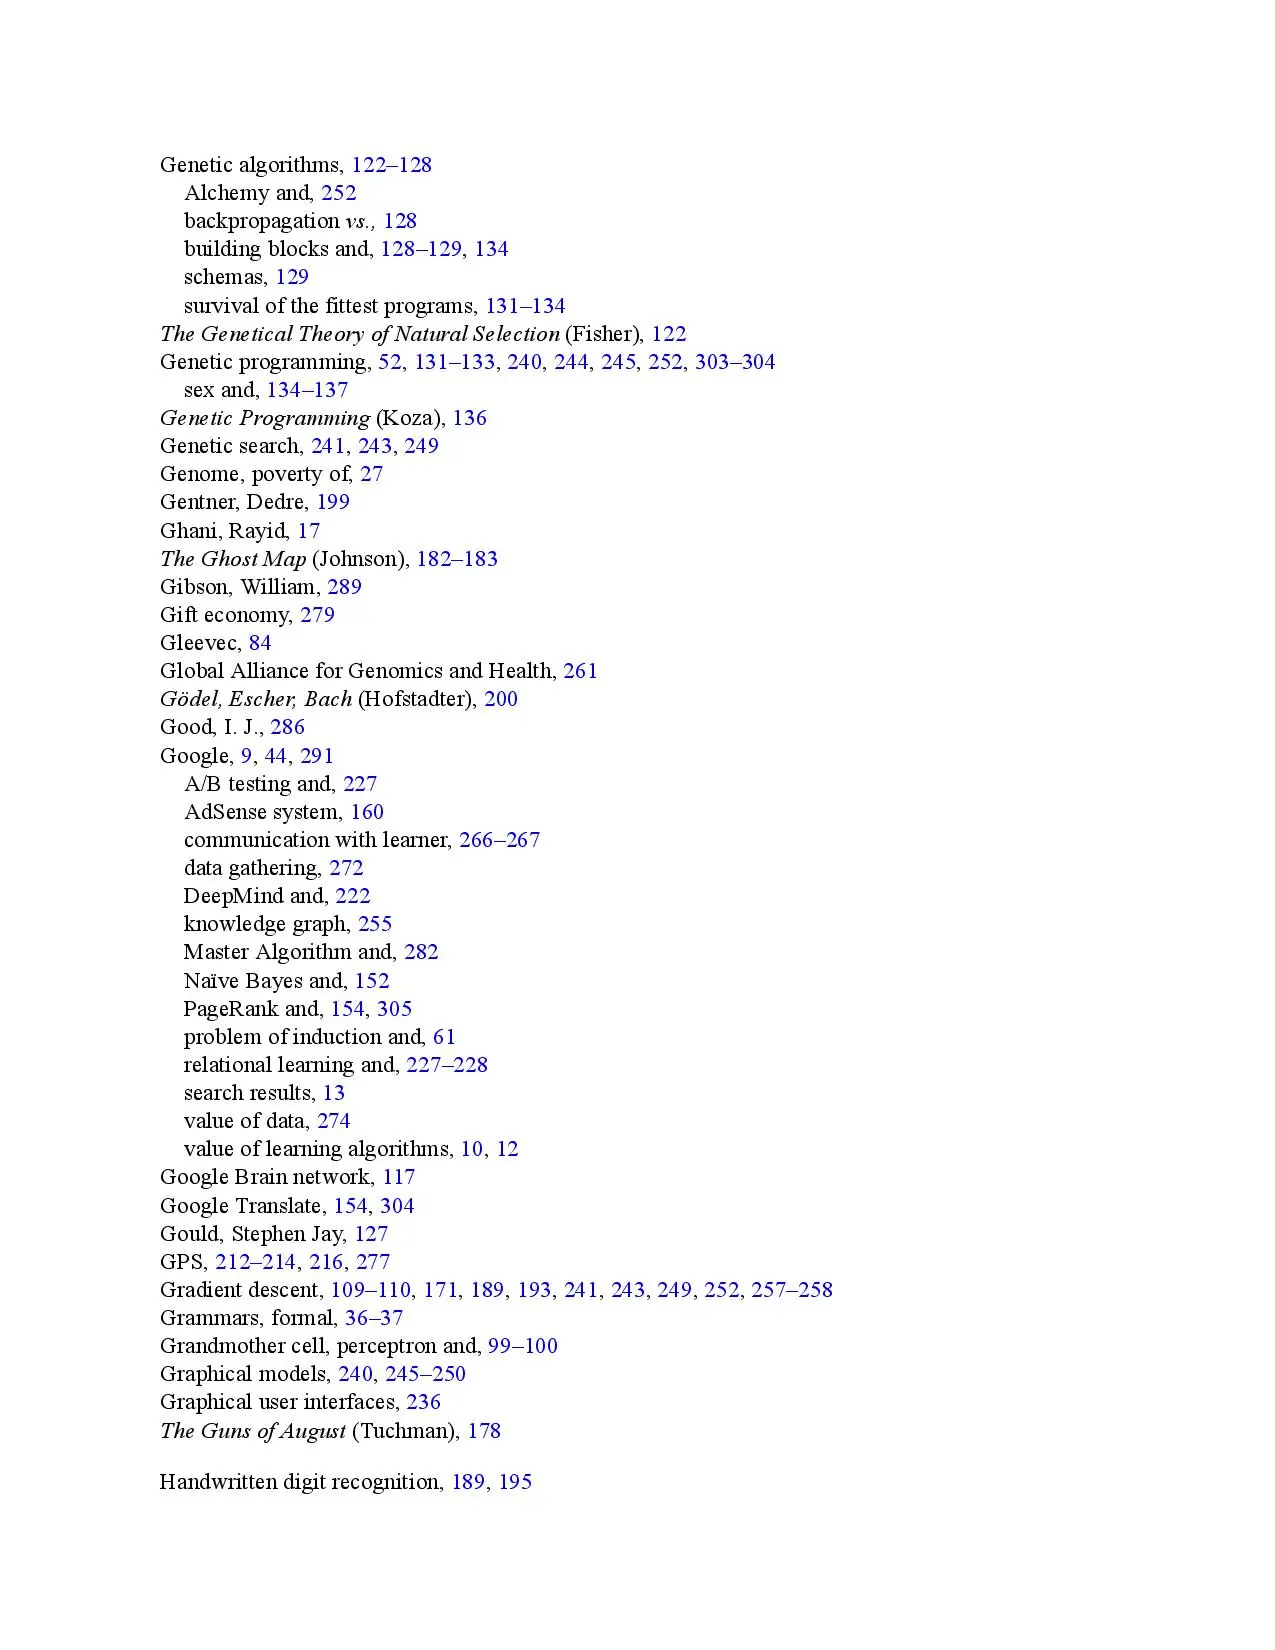 Genetic algorithms, 122–128
Alchemy and, 252
backpropagation vs., 128
building blocks and, 128–129, 134
schemas, 129
survival of the fittest programs, 131–134
The Genetical Theory of Natural Selection (Fisher), 122
Genetic programming, 52, 131–133, 240, 244, 245, 252, 303–304
sex and, 134–137
Genetic Programming (Koza), 136
Genetic search, 241, 243, 249
Genome, poverty of, 27
Gentner, Dedre, 199
Ghani, Rayid, 17
The Ghost Map (Johnson), 182–183
Gibson, William, 289
Gift economy, 279
Gleevec, 84
Global Alliance for Genomics and Health, 261
Gödel, Escher, Bach (Hofstadter), 200
Good, I. J., 286
Google, 9, 44, 291
A/B testing and, 227
AdSense system, 160
communication with learner, 266–267
data gathering, 272
DeepMind and, 222
knowledge graph, 255
Master Algorithm and, 282
Naïve Bayes and, 152
PageRank and, 154, 305
problem of induction and, 61
relational learning and, 227–228
search results, 13
value of data, 274
value of learning algorithms, 10, 12
Google Brain network, 117
Google Translate, 154, 304
Gould, Stephen Jay, 127
GPS, 212–214, 216, 277
Gradient descent, 109–110, 171, 189, 193, 241, 243, 249, 252, 257–258
Grammars, formal, 36–37
Grandmother cell, perceptron and, 99–100
Graphical models, 240, 245–250
Graphical user interfaces, 236
The Guns of August (Tuchman), 178
Handwritten digit recognition, 189, 195